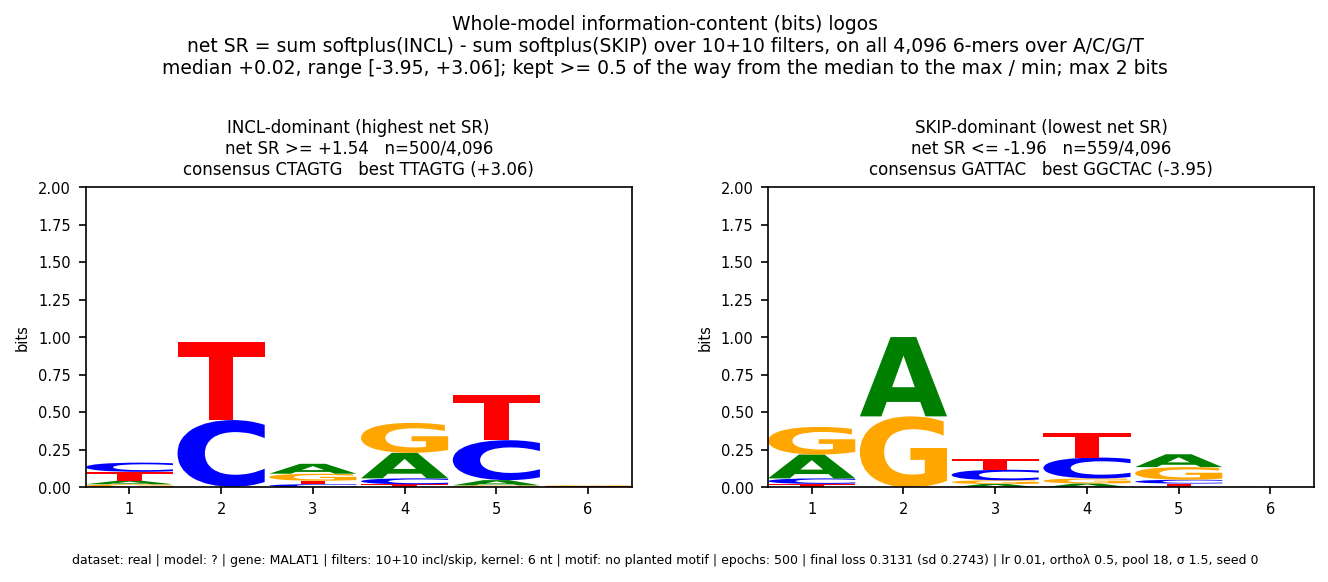 Whole-model information-content (bits) logos
net SR = sum softplus(INCL) - sum softplus(SKIP) over 10+10 filters, on all 4,096 6-mers over A/C/G/T
median +0.02, range [-3.95, +3.06]; kept >= 0.5 of the way from the median to the max / min; max 2 bits
INCL-dominant (highest net SR)
net SR >= +1.54   n=500/4,096
consensus CTAGTG   best TTAGTG (+3.06)
2.00
1.75
1.50
1.25
1.00
0.75
0.50
0.25
0.00
bits
C T A G
T C
A G T C
G A C T
T C A
1 2 3 4 5 6
SKIP-dominant (lowest net SR)
net SR <= -1.96   n=559/4,096
consensus GATTAC   best GGCTAC (-3.95)
2.00
1.75
1.50
1.25
1.00
0.75
0.50
0.25
0.00
bits
G A C T
A G
T C G A
T C G A
A G C T
1 2 3 4 5 6
dataset: real | model: ? | gene: MALAT1 | filters: 10+10 incl/skip, kernel: 6 nt | motif: no planted motif | epochs: 500 | final loss 0.3131 (sd 0.2743) | lr 0.01, orthoλ 0.5, pool 18, σ 1.5, seed 0